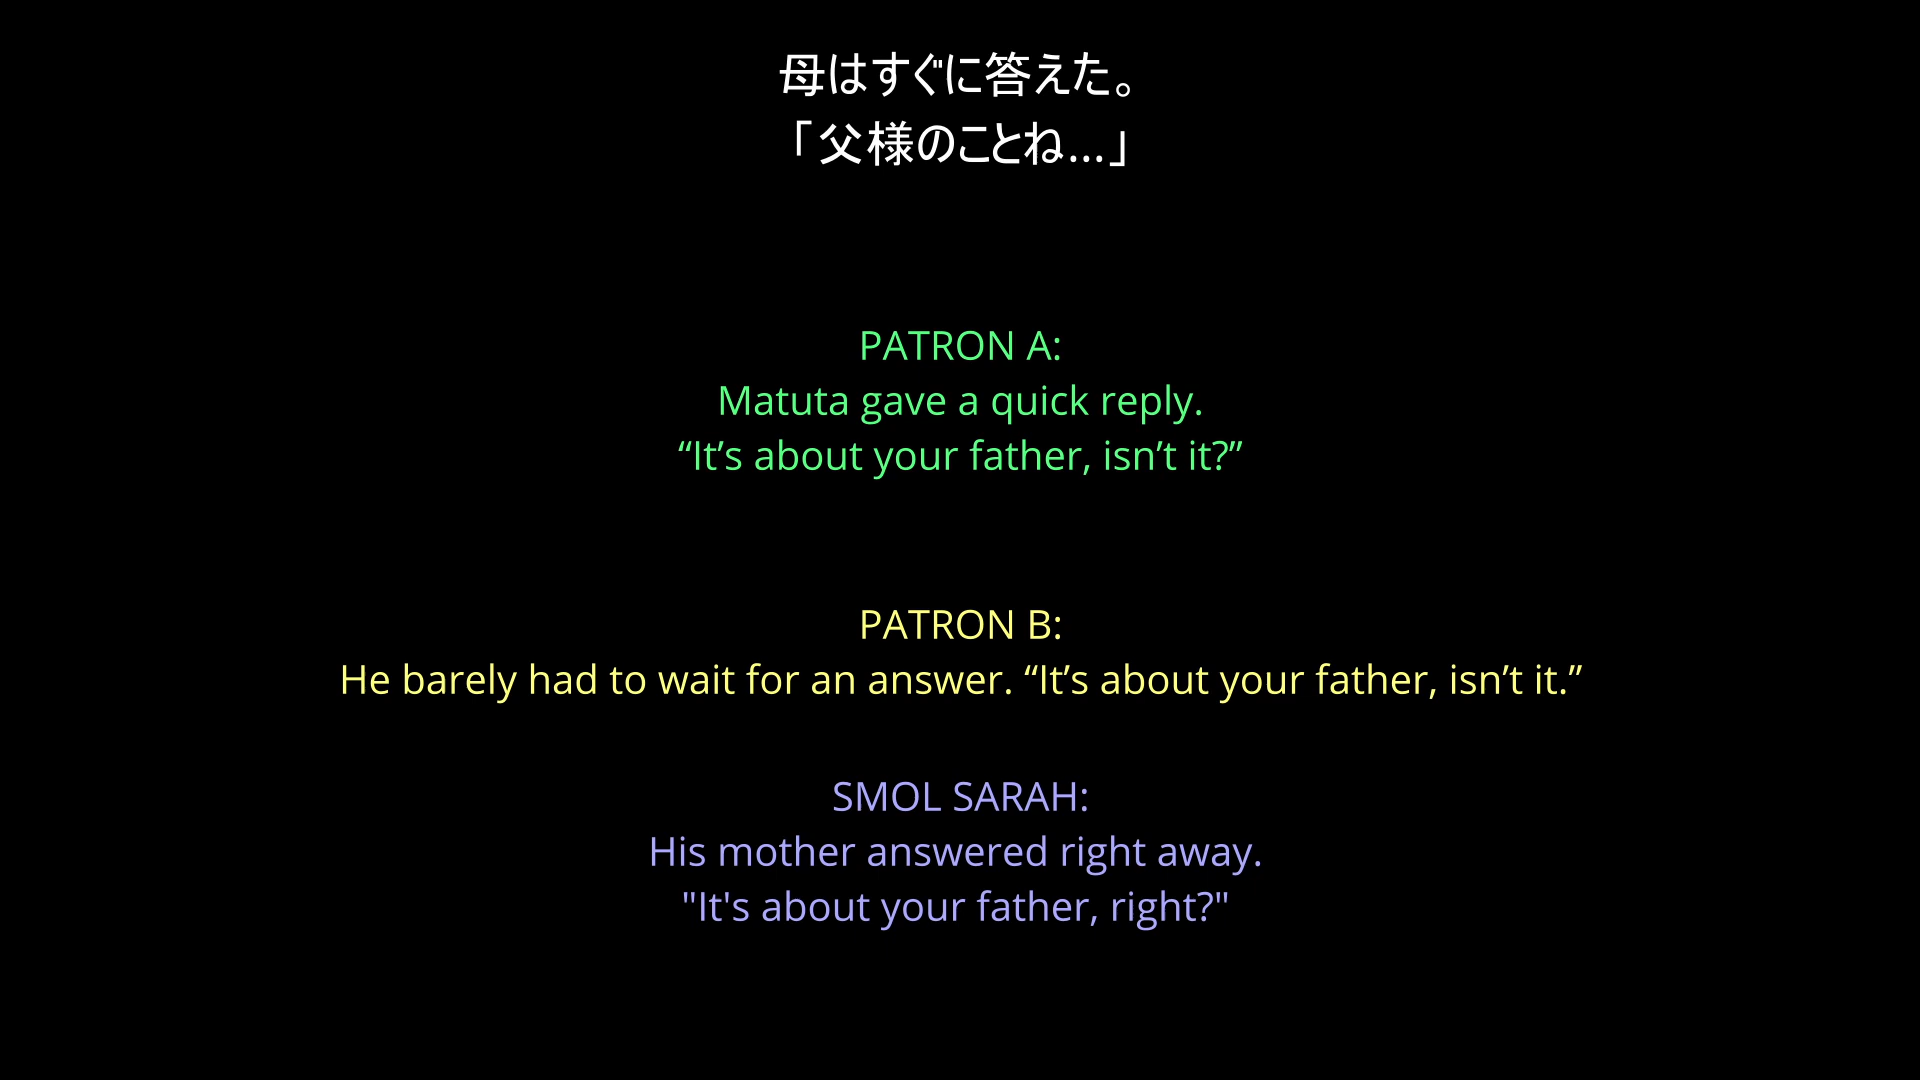 母はすぐに答えた。
「父様のことね...」
PATRON A:
Matuta gave a quick reply.
“It’s about your father, isn’t it?”
PATRON B:
He barely had to wait for an answer. “It’s about your father, isn’t it.”
SMOL SARAH:
His mother answered right away.
"It's about your father, right?"